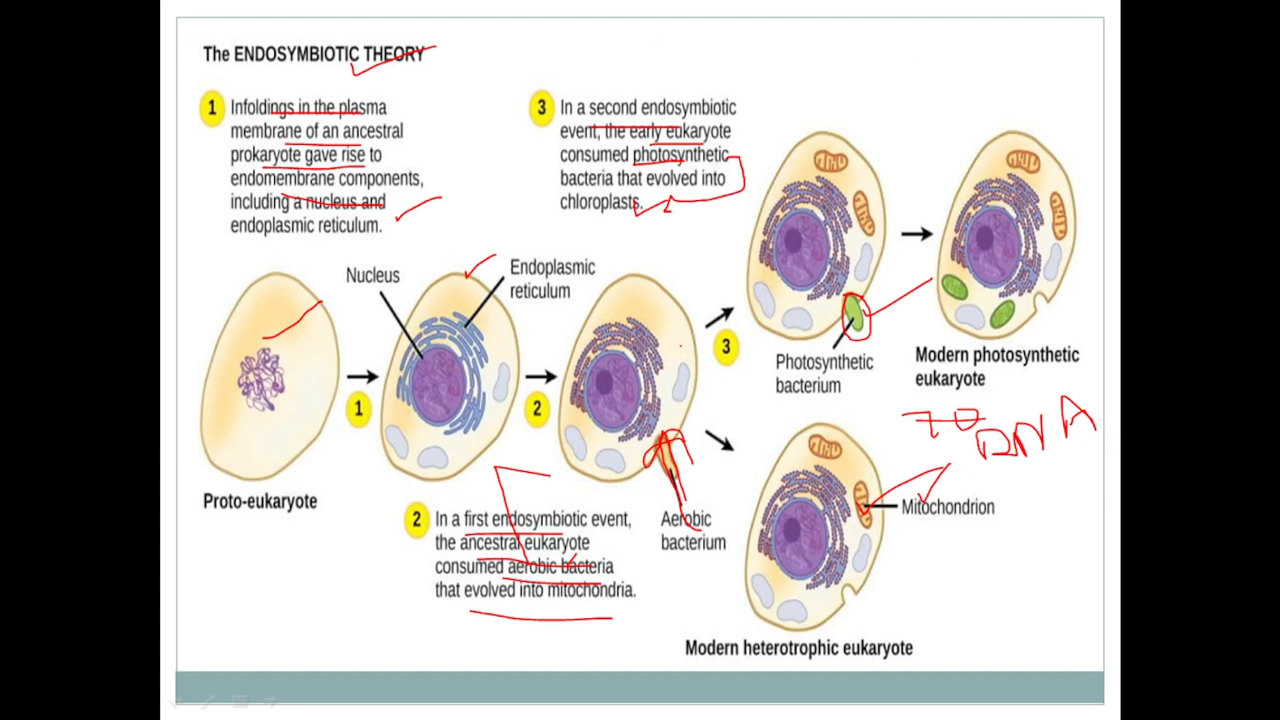 The ENDOSYMBIOTIC THEORY
1
Infoldings in the plasma
membrane of an ancestral
prokaryote gave rise to
endomembrane components,
including a nucleus and
endoplasmic reticulum.
3
In a second endosymbiotic
event, the early eukaryote
consumed photosynthetic
bacteria that evolved into
chloroplasts.
Nucleus
Endoplasmic
reticulum
1
2
3
Photosynthetic
bacterium
Modern photosynthetic
eukaryote
70
DNA
Proto-eukaryote
2
In a first endosymbiotic event,
the ancestral eukaryote
consumed aerobic bacteria
that evolved into mitochondria.
Aerobic
bacterium
Mitochondrion
Modern heterotrophic eukaryote